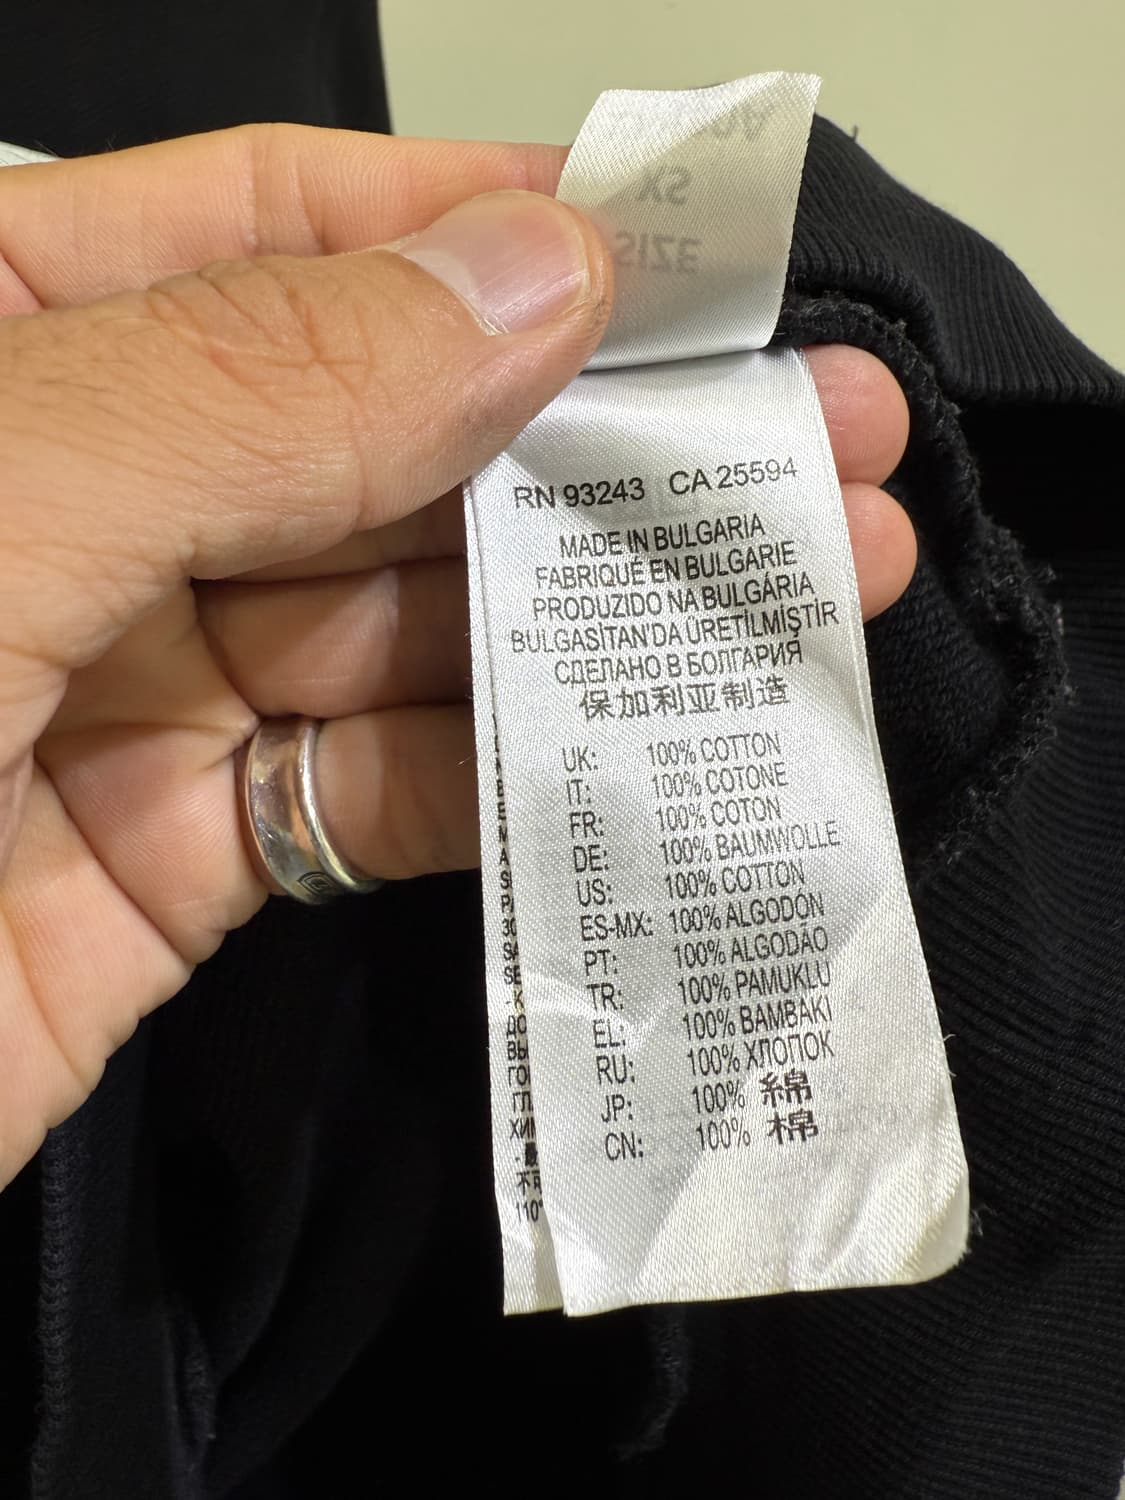 XS
SIZE
RN 93243 CA 25594
MADE IN BULGARIA
FABRIQUÉ EN BULGARIE
PRODUZIDO NA BULGÁRIA
BULGASİTAN'DA ÜRETİLMİŞTİR
СДЕЛАНО В БОЛГАРИЯ
保加利亚制造
UK: 100% COTTON
IT: 100% COTONE
FR: 100% COTON
DE: 100% BAUMWOLLE
US: 100% COTTON
ES-MX: 100% ALGODÓN
PT: 100% ALGODÃO
TR: 100% PAMUKLU
EL: 100% BAMBAKI
RU: 100% ХЛОПОК
JP: 100% 綿
CN: 100% 棉